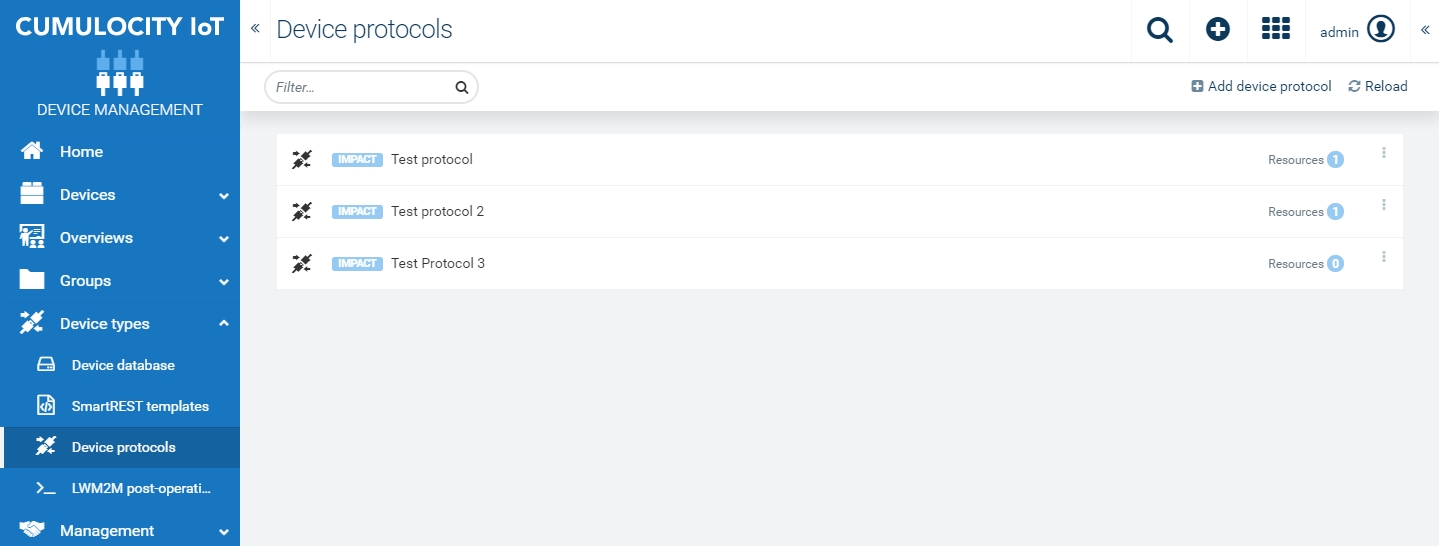 CUMULOCITY IoT
DEVICE MANAGEMENT
Home
Devices
Overviews
Groups
Device types
Device database
SmartREST templates
Device protocols
LWM2M post-operati...
Management
Device protocols
admin
Filter...
Add device protocol
Reload
IMPACT Test protocol Resources 1
IMPACT Test protocol 2 Resources 1
IMPACT Test Protocol 3 Resources 0